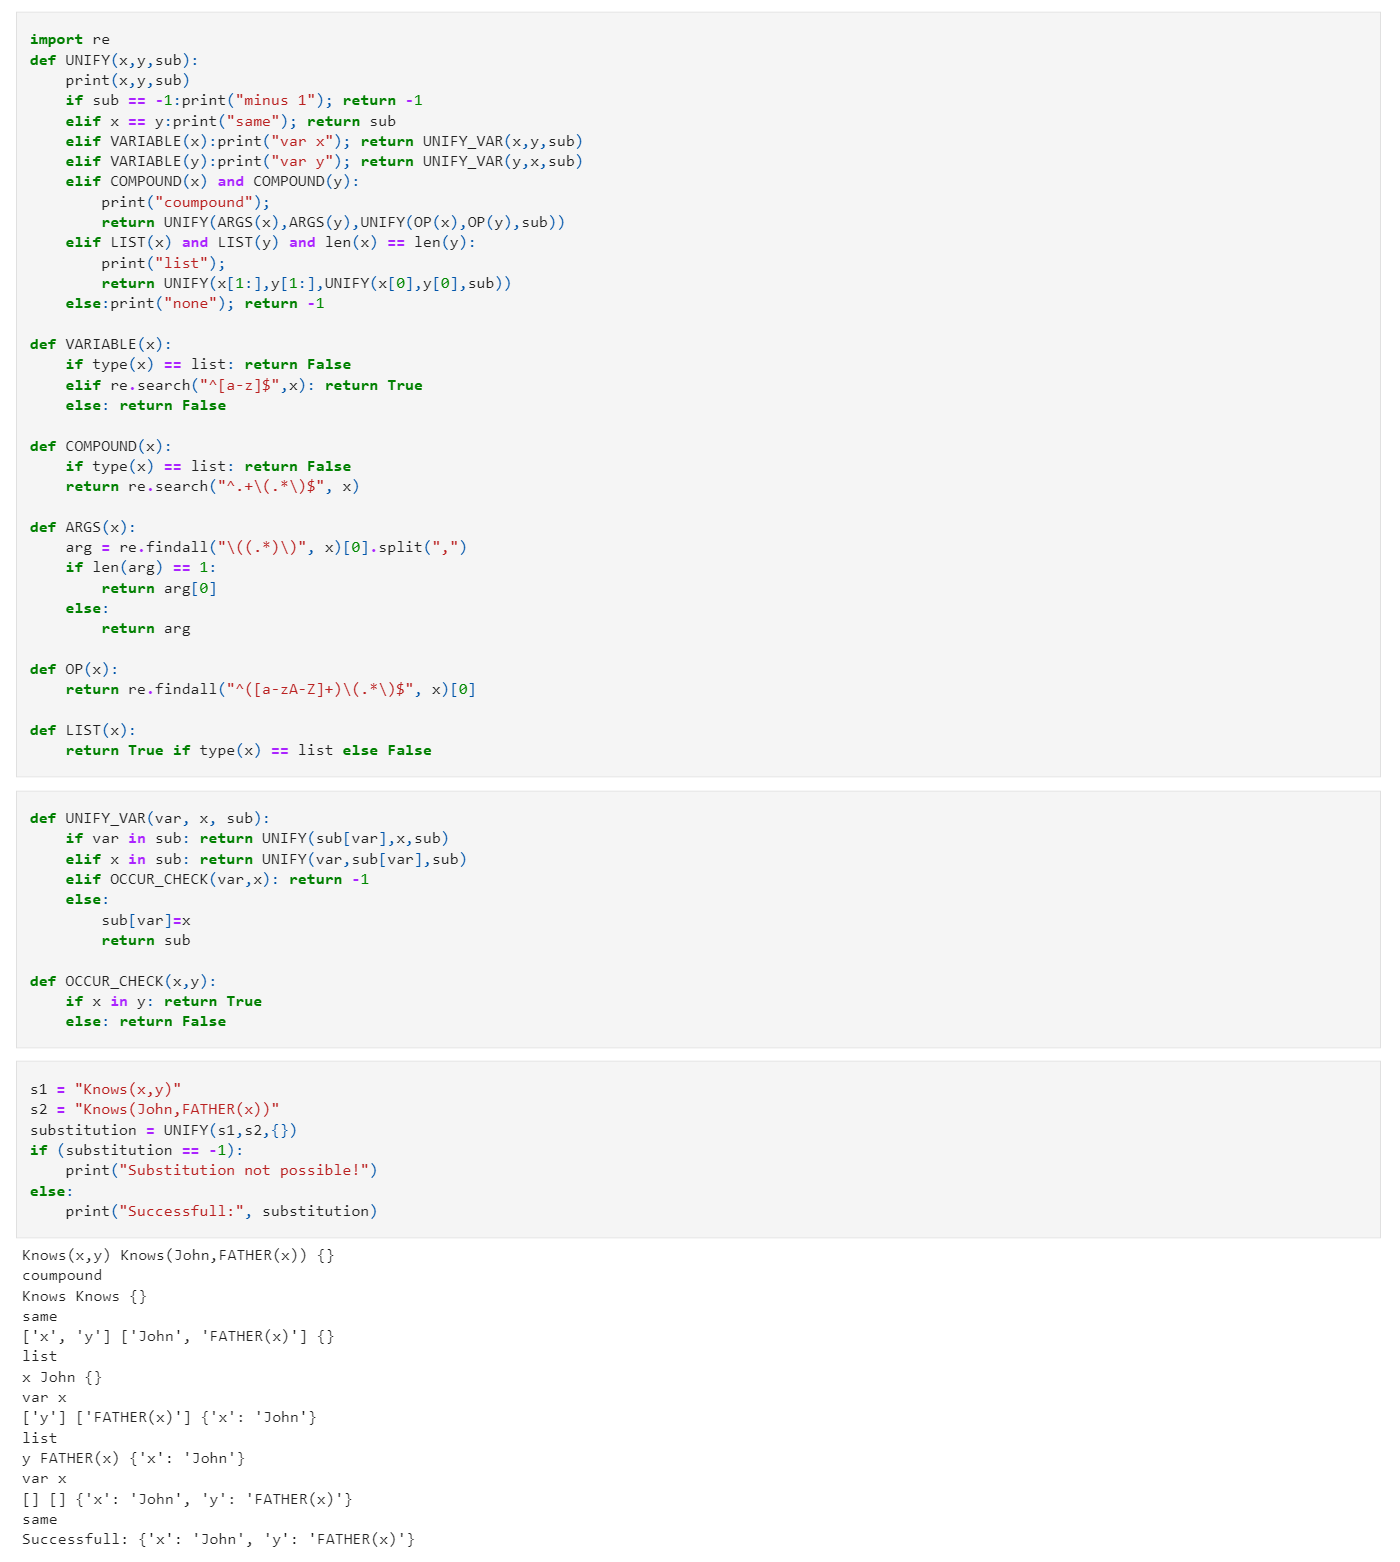 import re
def UNIFY(x,y,sub):
    print(x,y,sub)
    if sub == -1:print("minus 1"); return -1
    elif x == y:print("same"); return sub
    elif VARIABLE(x):print("var x"); return UNIFY_VAR(x,y,sub)
    elif VARIABLE(y):print("var y"); return UNIFY_VAR(y,x,sub)
    elif COMPOUND(x) and COMPOUND(y):
        print("coumpound");
        return UNIFY(ARGS(x),ARGS(y),UNIFY(OP(x),OP(y),sub))
    elif LIST(x) and LIST(y) and len(x) == len(y):
        print("list");
        return UNIFY(x[1:],y[1:],UNIFY(x[0],y[0],sub))
    else:print("none"); return -1

def VARIABLE(x):
    if type(x) == list: return False
    elif re.search("^[a-z]$",x): return True
    else: return False

def COMPOUND(x):
    if type(x) == list: return False
    return re.search("^.+\(.*\)$", x)

def ARGS(x):
    arg = re.findall("\((.*)\)", x)[0].split(",")
    if len(arg) == 1:
        return arg[0]
    else:
        return arg

def OP(x):
    return re.findall("^([a-zA-Z]+)\(.*\)$", x)[0]

def LIST(x):
    return True if type(x) == list else False

def UNIFY_VAR(var, x, sub):
    if var in sub: return UNIFY(sub[var],x,sub)
    elif x in sub: return UNIFY(var,sub[var],sub)
    elif OCCUR_CHECK(var,x): return -1
    else:
        sub[var]=x
        return sub

def OCCUR_CHECK(x,y):
    if x in y: return True
    else: return False

s1 = "Knows(x,y)"
s2 = "Knows(John,FATHER(x))"
substitution = UNIFY(s1,s2,{})
if (substitution == -1):
    print("Substitution not possible!")
else:
    print("Successfull:", substitution)

Knows(x,y) Knows(John,FATHER(x)) {}
coumpound
Knows Knows {}
same
['x', 'y'] ['John', 'FATHER(x)'] {}
list
x John {}
var x
['y'] ['FATHER(x)'] {'x': 'John'}
list
y FATHER(x) {'x': 'John'}
var x
[] [] {'x': 'John', 'y': 'FATHER(x)'}
same
Successfull: {'x': 'John', 'y': 'FATHER(x)'}